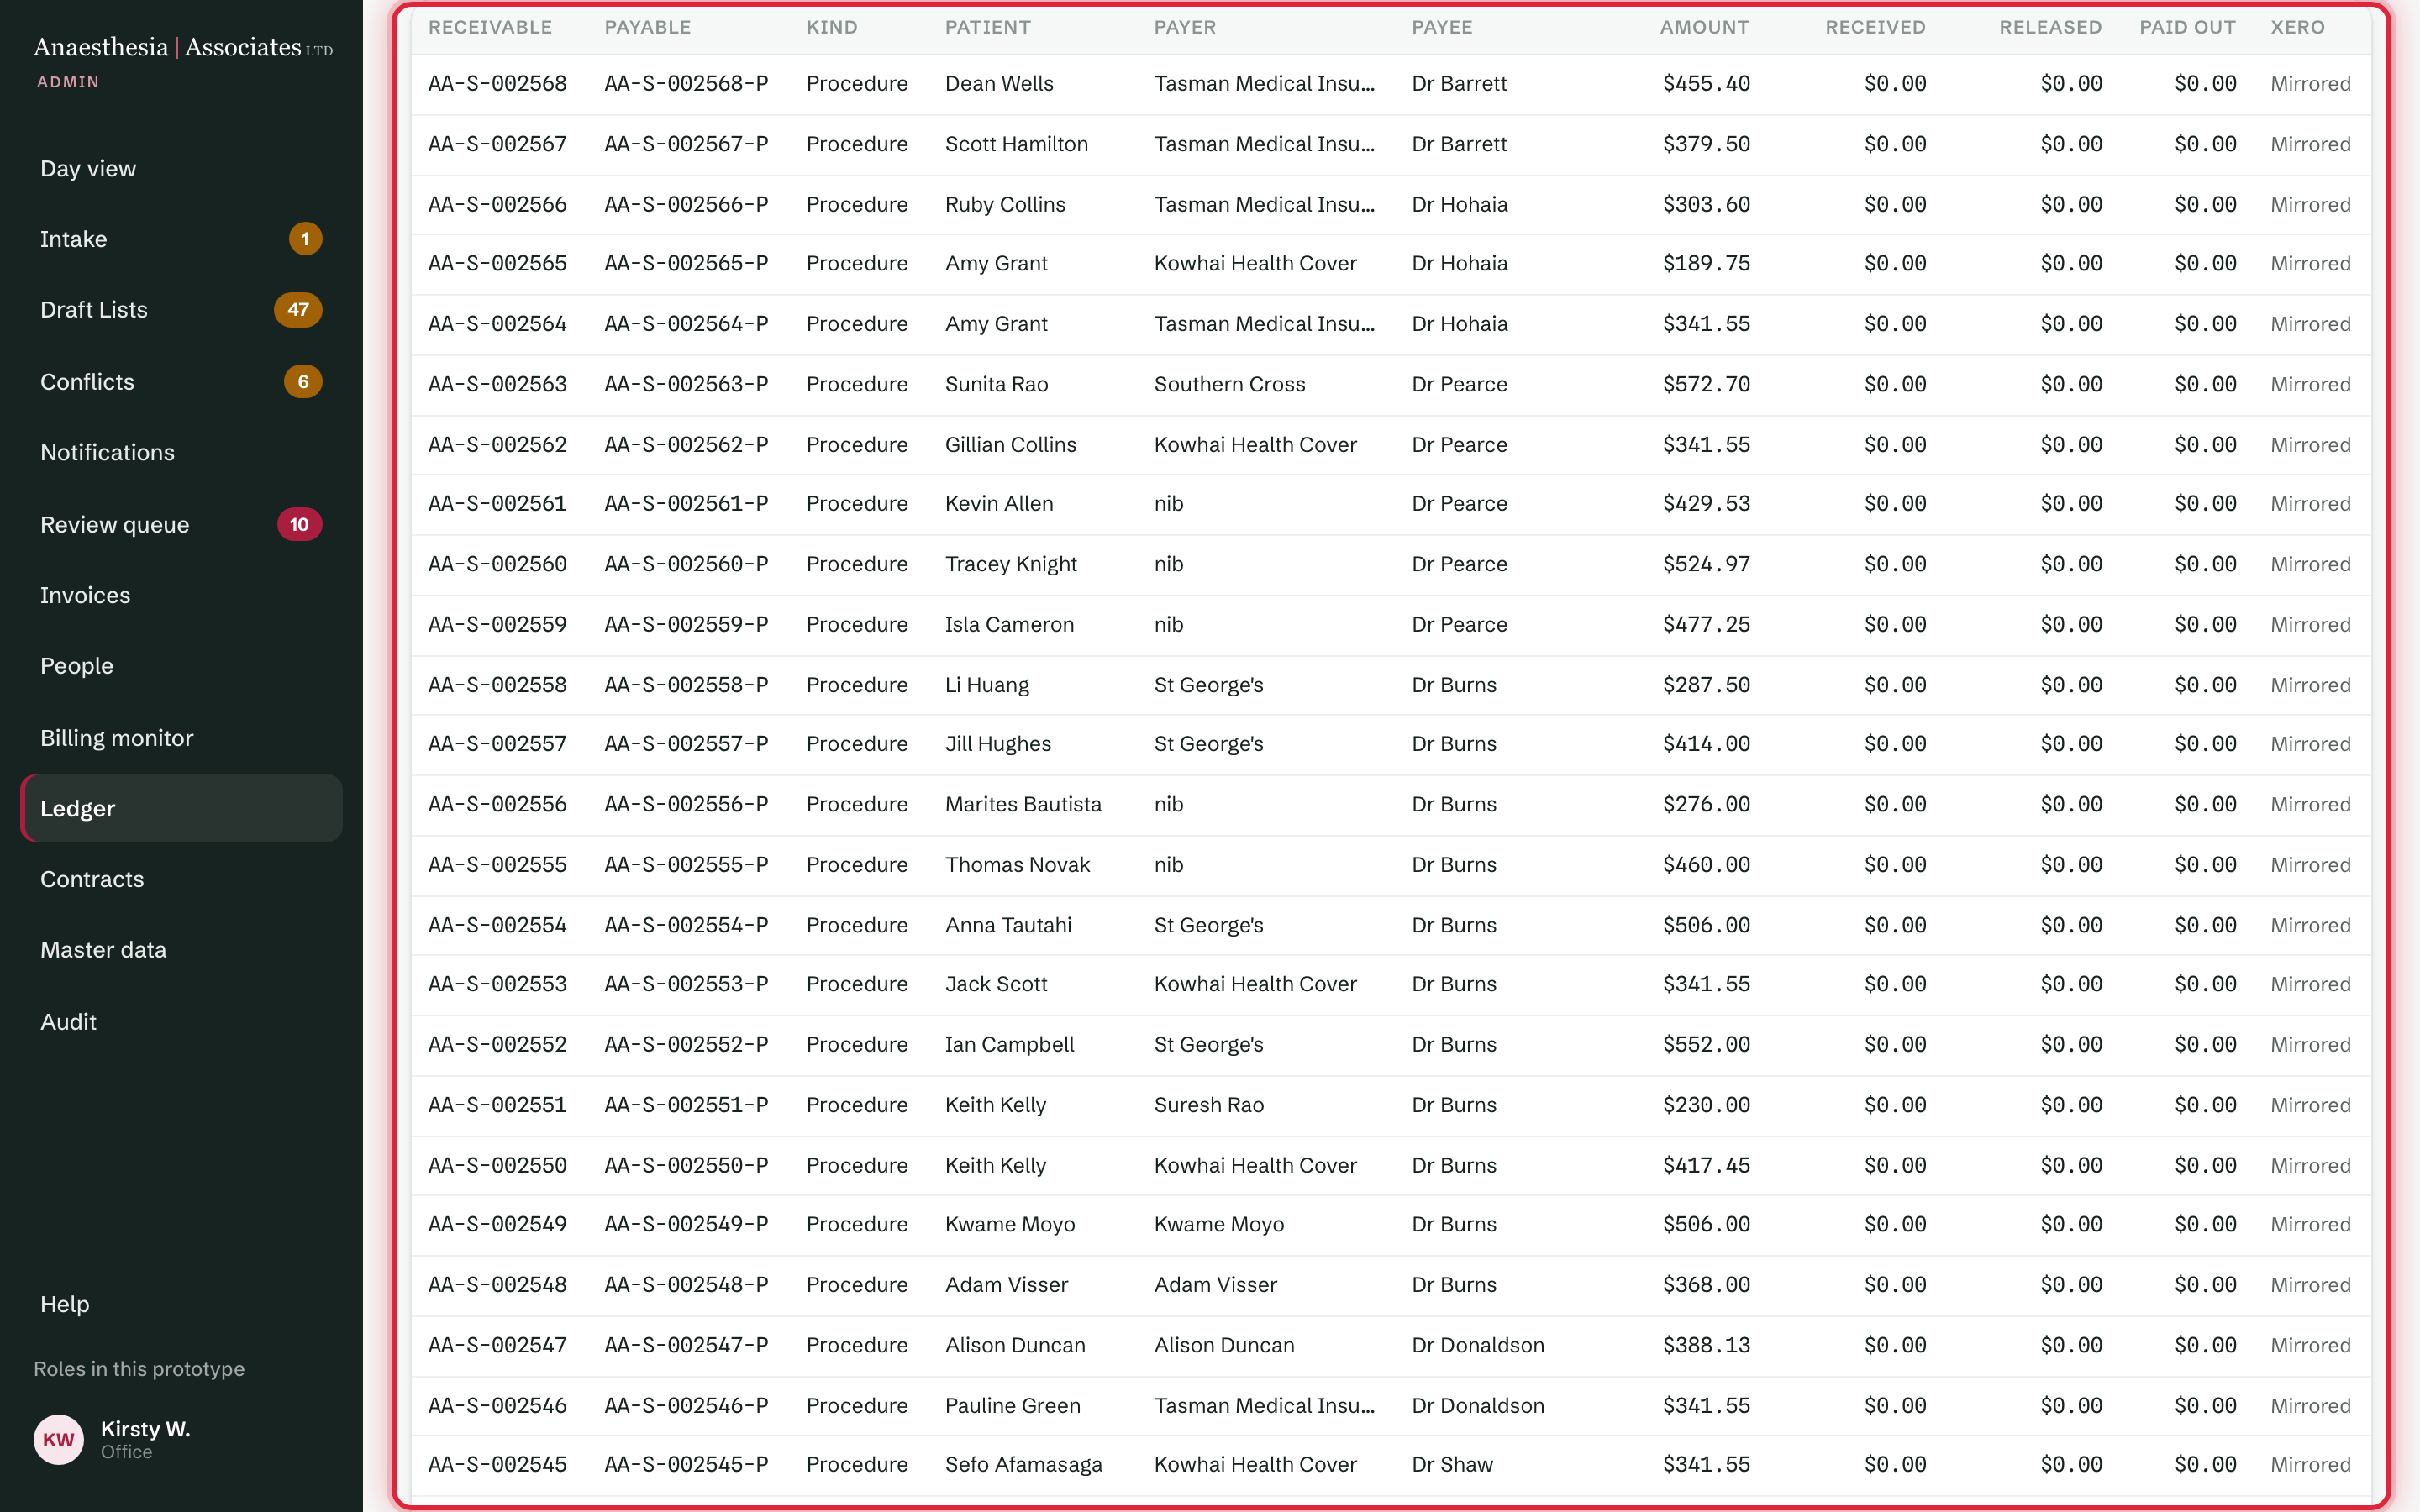 Anaesthesia | Associates LTD
ADMIN
Day view
Intake 1
Draft Lists 47
Conflicts 6
Notifications
Review queue 10
Invoices
People
Billing monitor
Ledger
Contracts
Master data
Audit
Help
Roles in this prototype
KW Kirsty W.
Office
RECEIVABLE PAYABLE KIND PATIENT PAYER PAYEE AMOUNT RECEIVED RELEASED PAID OUT XERO
AA-S-002568 AA-S-002568-P Procedure Dean Wells Tasman Medical Insu... Dr Barrett $455.40 $0.00 $0.00 $0.00 Mirrored
AA-S-002567 AA-S-002567-P Procedure Scott Hamilton Tasman Medical Insu... Dr Barrett $379.50 $0.00 $0.00 $0.00 Mirrored
AA-S-002566 AA-S-002566-P Procedure Ruby Collins Tasman Medical Insu... Dr Hohaia $303.60 $0.00 $0.00 $0.00 Mirrored
AA-S-002565 AA-S-002565-P Procedure Amy Grant Kowhai Health Cover Dr Hohaia $189.75 $0.00 $0.00 $0.00 Mirrored
AA-S-002564 AA-S-002564-P Procedure Amy Grant Tasman Medical Insu... Dr Hohaia $341.55 $0.00 $0.00 $0.00 Mirrored
AA-S-002563 AA-S-002563-P Procedure Sunita Rao Southern Cross Dr Pearce $572.70 $0.00 $0.00 $0.00 Mirrored
AA-S-002562 AA-S-002562-P Procedure Gillian Collins Kowhai Health Cover Dr Pearce $341.55 $0.00 $0.00 $0.00 Mirrored
AA-S-002561 AA-S-002561-P Procedure Kevin Allen nib Dr Pearce $429.53 $0.00 $0.00 $0.00 Mirrored
AA-S-002560 AA-S-002560-P Procedure Tracey Knight nib Dr Pearce $524.97 $0.00 $0.00 $0.00 Mirrored
AA-S-002559 AA-S-002559-P Procedure Isla Cameron nib Dr Pearce $477.25 $0.00 $0.00 $0.00 Mirrored
AA-S-002558 AA-S-002558-P Procedure Li Huang St George's Dr Burns $287.50 $0.00 $0.00 $0.00 Mirrored
AA-S-002557 AA-S-002557-P Procedure Jill Hughes St George's Dr Burns $414.00 $0.00 $0.00 $0.00 Mirrored
AA-S-002556 AA-S-002556-P Procedure Marites Bautista nib Dr Burns $276.00 $0.00 $0.00 $0.00 Mirrored
AA-S-002555 AA-S-002555-P Procedure Thomas Novak nib Dr Burns $460.00 $0.00 $0.00 $0.00 Mirrored
AA-S-002554 AA-S-002554-P Procedure Anna Tautahi St George's Dr Burns $506.00 $0.00 $0.00 $0.00 Mirrored
AA-S-002553 AA-S-002553-P Procedure Jack Scott Kowhai Health Cover Dr Burns $341.55 $0.00 $0.00 $0.00 Mirrored
AA-S-002552 AA-S-002552-P Procedure Ian Campbell St George's Dr Burns $552.00 $0.00 $0.00 $0.00 Mirrored
AA-S-002551 AA-S-002551-P Procedure Keith Kelly Suresh Rao Dr Burns $230.00 $0.00 $0.00 $0.00 Mirrored
AA-S-002550 AA-S-002550-P Procedure Keith Kelly Kowhai Health Cover Dr Burns $417.45 $0.00 $0.00 $0.00 Mirrored
AA-S-002549 AA-S-002549-P Procedure Kwame Moyo Kwame Moyo Dr Burns $506.00 $0.00 $0.00 $0.00 Mirrored
AA-S-002548 AA-S-002548-P Procedure Adam Visser Adam Visser Dr Burns $368.00 $0.00 $0.00 $0.00 Mirrored
AA-S-002547 AA-S-002547-P Procedure Alison Duncan Alison Duncan Dr Donaldson $388.13 $0.00 $0.00 $0.00 Mirrored
AA-S-002546 AA-S-002546-P Procedure Pauline Green Tasman Medical Insu... Dr Donaldson $341.55 $0.00 $0.00 $0.00 Mirrored
AA-S-002545 AA-S-002545-P Procedure Sefo Afamasaga Kowhai Health Cover Dr Shaw $341.55 $0.00 $0.00 $0.00 Mirrored